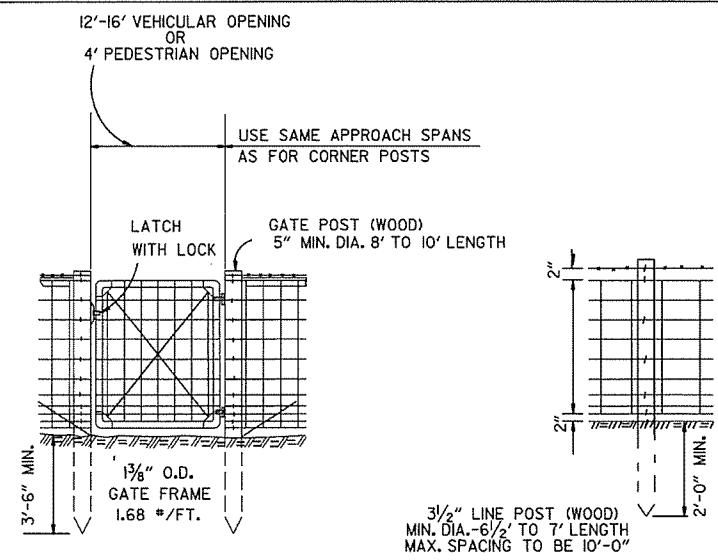 12'-16' VEHICULAR OPENING
OR
4' PEDESTRIAN OPENING
USE SAME APPROACH SPANS
AS FOR CORNER POSTS
LATCH
WITH LOCK
GATE POST (WOOD)
5" MIN. DIA. 8' TO 10' LENGTH
2"
2"
3'-6" MIN.
1⅜" O.D.
GATE FRAME
1.68 #/FT.
2'-0" MIN.
3½" LINE POST (WOOD)
MIN. DIA.-6½' TO 7' LENGTH
MAX. SPACING TO BE 10'-0"